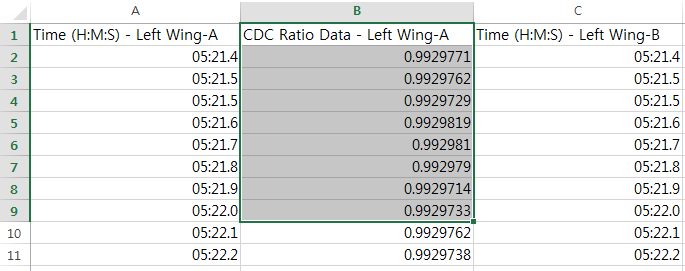 A B C
1 Time (H:M:S) - Left Wing-A CDC Ratio Data - Left Wing-A Time (H:M:S) - Left Wing-B
2 05:21.4 0.9929771 05:21.4
3 05:21.5 0.9929762 05:21.5
4 05:21.5 0.9929729 05:21.5
5 05:21.6 0.9929819 05:21.6
6 05:21.7 0.992981 05:21.7
7 05:21.8 0.992979 05:21.8
8 05:21.9 0.9929714 05:21.9
9 05:22.0 0.9929733 05:22.0
10 05:22.1 0.9929762 05:22.1
11 05:22.2 0.9929738 05:22.2